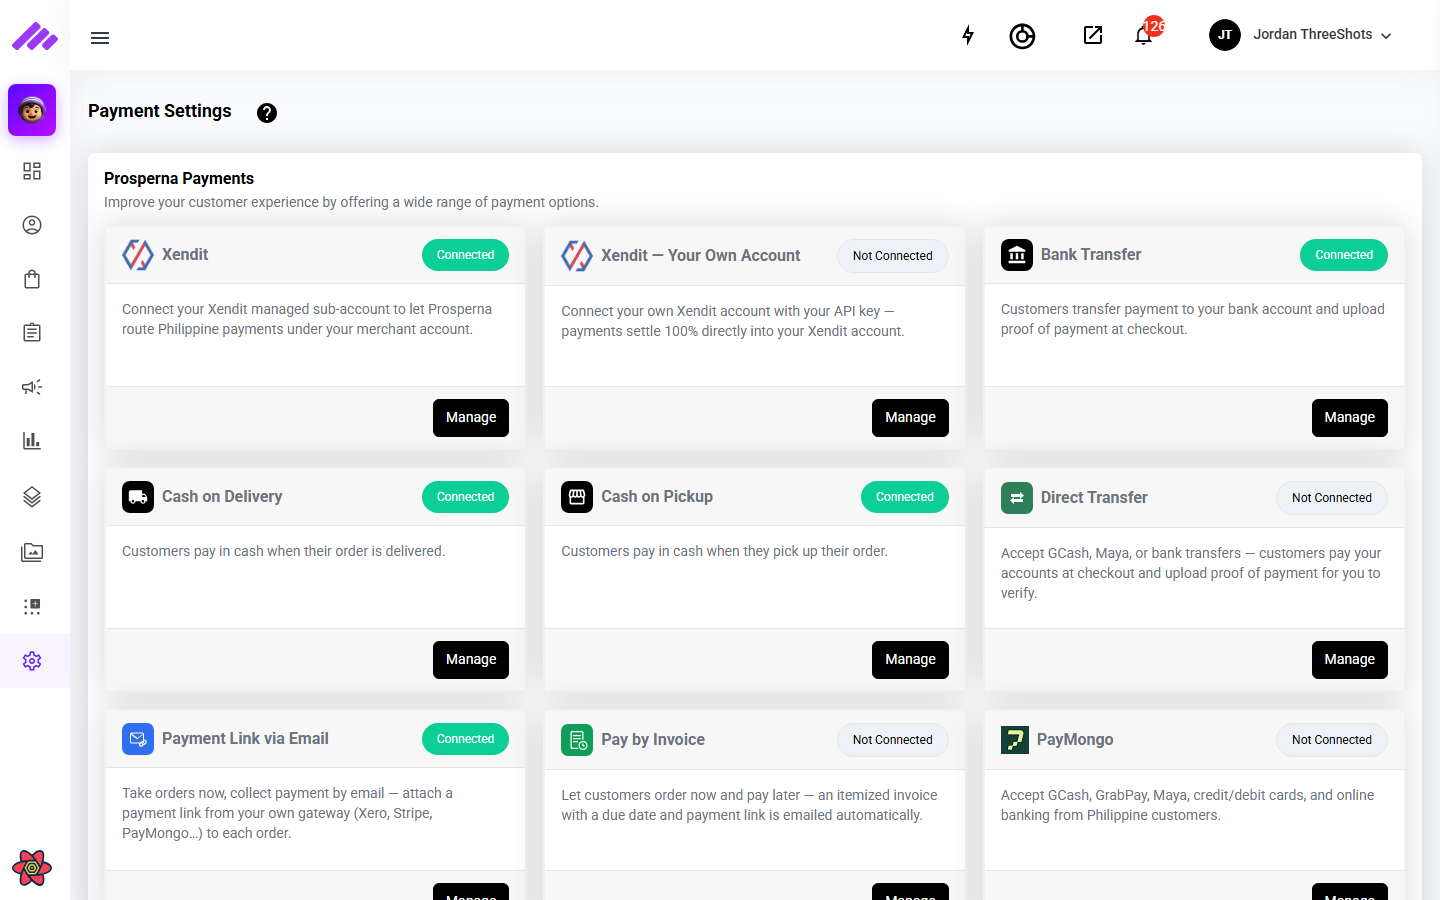 126
JT
Jordan ThreeShots
Payment Settings
Prosperna Payments
Improve your customer experience by offering a wide range of payment options.
Xendit
Connected
Connect your Xendit managed sub-account to let Prosperna
route Philippine payments under your merchant account.
Manage
Xendit — Your Own Account
Not Connected
Connect your own Xendit account with your API key —
payments settle 100% directly into your Xendit account.
Manage
Bank Transfer
Connected
Customers transfer payment to your bank account and upload
proof of payment at checkout.
Manage
Cash on Delivery
Connected
Customers pay in cash when their order is delivered.
Manage
Cash on Pickup
Connected
Customers pay in cash when they pick up their order.
Manage
Direct Transfer
Not Connected
Accept GCash, Maya, or bank transfers — customers pay your
accounts at checkout and upload proof of payment for you to
verify.
Manage
Payment Link via Email
Connected
Take orders now, collect payment by email — attach a
payment link from your own gateway (Xero, Stripe,
PayMongo...) to each order.
Manage
Pay by Invoice
Not Connected
Let customers order now and pay later — an itemized invoice
with a due date and payment link is emailed automatically.
Manage
PayMongo
Not Connected
Accept GCash, GrabPay, Maya, credit/debit cards, and online
banking from Philippine customers.
Manage